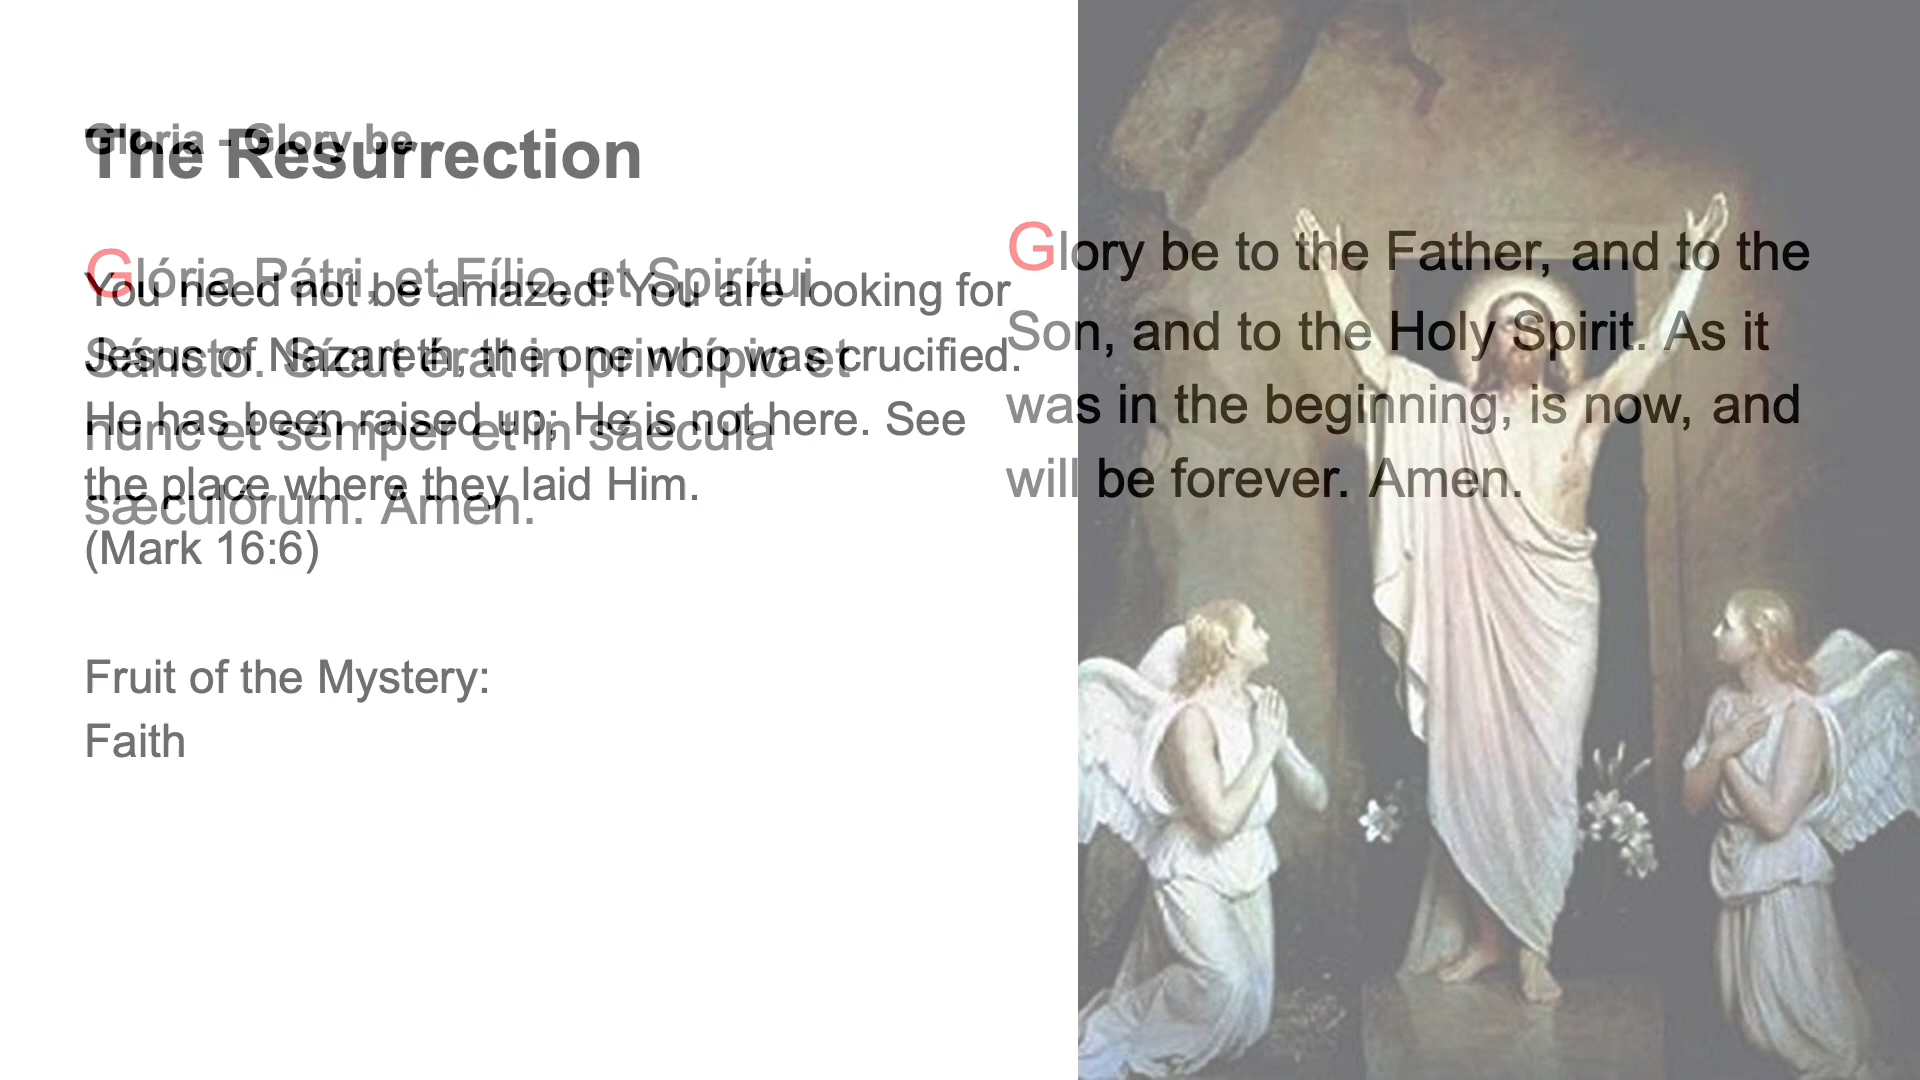 Gloria - Glory be
The Resurrection
Glória Pátri, et Fílio, et Spirítui
Sáncto. Sícut érat in princípio et
nunc et sémper et in sáecula
sæculórum. Amen.
You need not be amazed! You are looking for
Jesus of Nazareth, the one who was crucified.
He has been raised up; He is not here. See
the place where they laid Him.
(Mark 16:6)
Fruit of the Mystery:
Faith
Glory be to the Father, and to the
Son, and to the Holy Spirit. As it
was in the beginning, is now, and
will be forever. Amen.